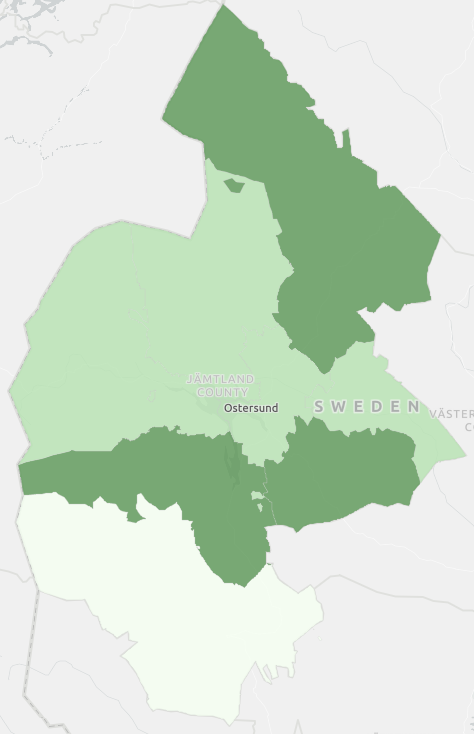 JÄMTLAND
COUNTY
Ostersund
SWEDEN
VÄSTER
C